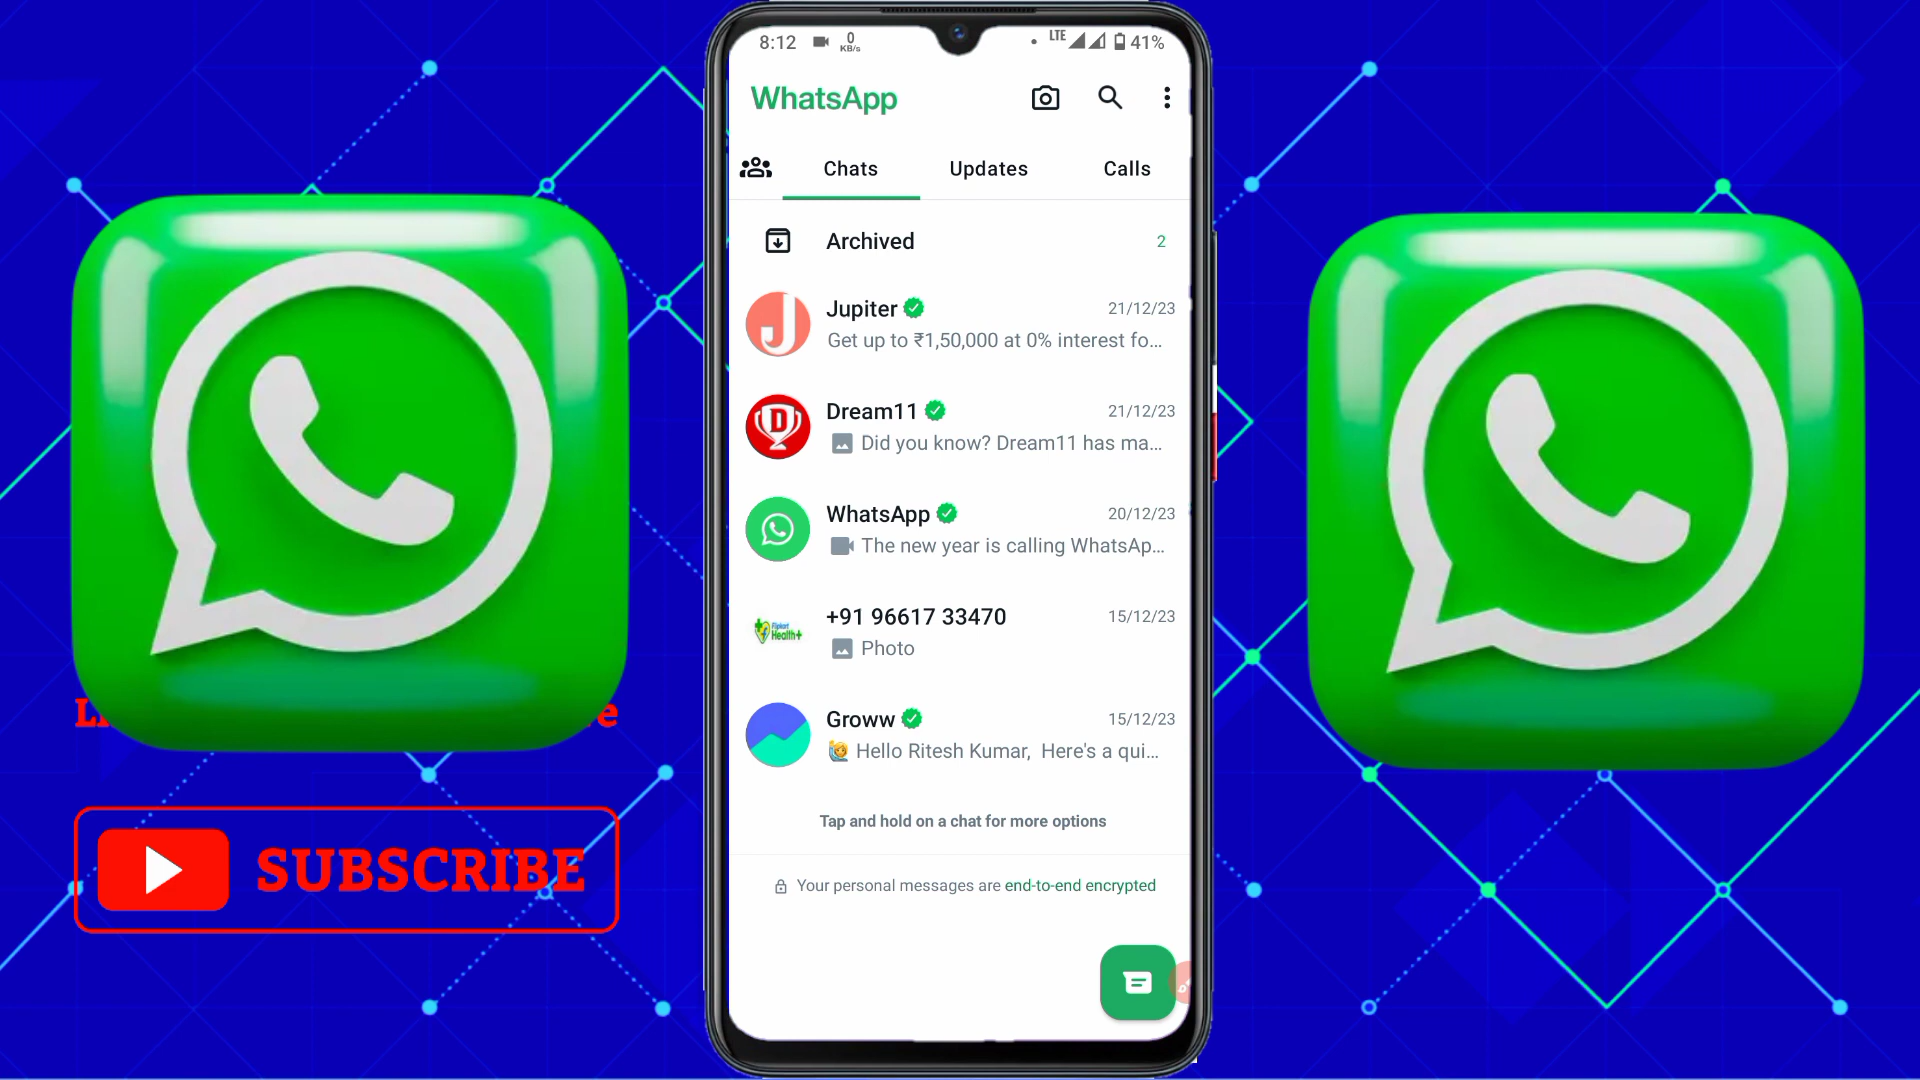 8:12 0 KB/s LTE 41%
WhatsApp
Chats Updates Calls
Archived 2
Jupiter 21/12/23
Get up to ₹1,50,000 at 0% interest fo...
Dream11 21/12/23
Did you know? Dream11 has ma...
WhatsApp 20/12/23
The new year is calling WhatsAp...
+91 96617 33470 15/12/23
Health+
Photo
Groww 15/12/23
🙋 Hello Ritesh Kumar, Here's a qui...
Tap and hold on a chat for more options
Your personal messages are end-to-end encrypted
SUBSCRIBE